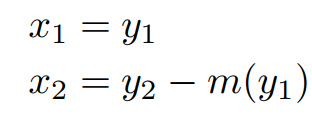 x₁ = y₁
x₂ = y₂ − m(y₁)